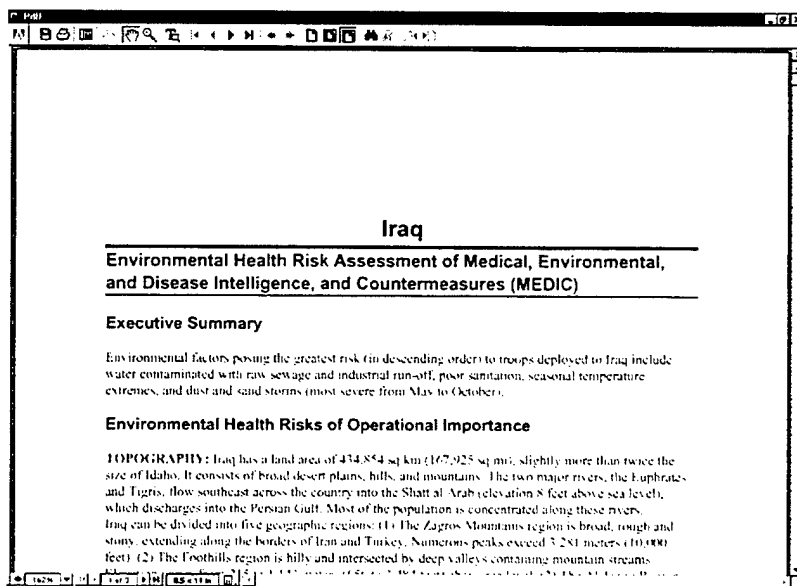 Iraq
Environmental Health Risk Assessment of Medical, Environmental,
and Disease Intelligence, and Countermeasures (MEDIC)
Executive Summary
Environmental factors posing the greatest risk (in descending order) to troops deployed to Iraq include
water contaminated with raw sewage and industrial run-off, poor sanitation, seasonal temperature
extremes, and dust and sand storms (most severe from May to October).
Environmental Health Risks of Operational Importance
TOPOGRAPHY: Iraq has a land area of 434,854 sq km (167,925 sq mi), slightly more than twice the
size of Idaho. It consists of broad desert plains, hills, and mountains. The two major rivers, the Euphrates
and Tigris, flow southeast across the country into the Shatt al Arab (elevation 8 feet above sea level),
which discharges into the Persian Gulf. Most of the population is concentrated along these rivers.
Iraq can be divided into five geographic regions: (1) The Zagros Mountains region is broad, rough and
stony, extending along the borders of Iran and Turkey. Numerous peaks exceed 3,281 meters (10,000
feet). (2) The Foothills region is hilly and intersected by deep valleys containing mountain streams
162%
8.5 x 11 in